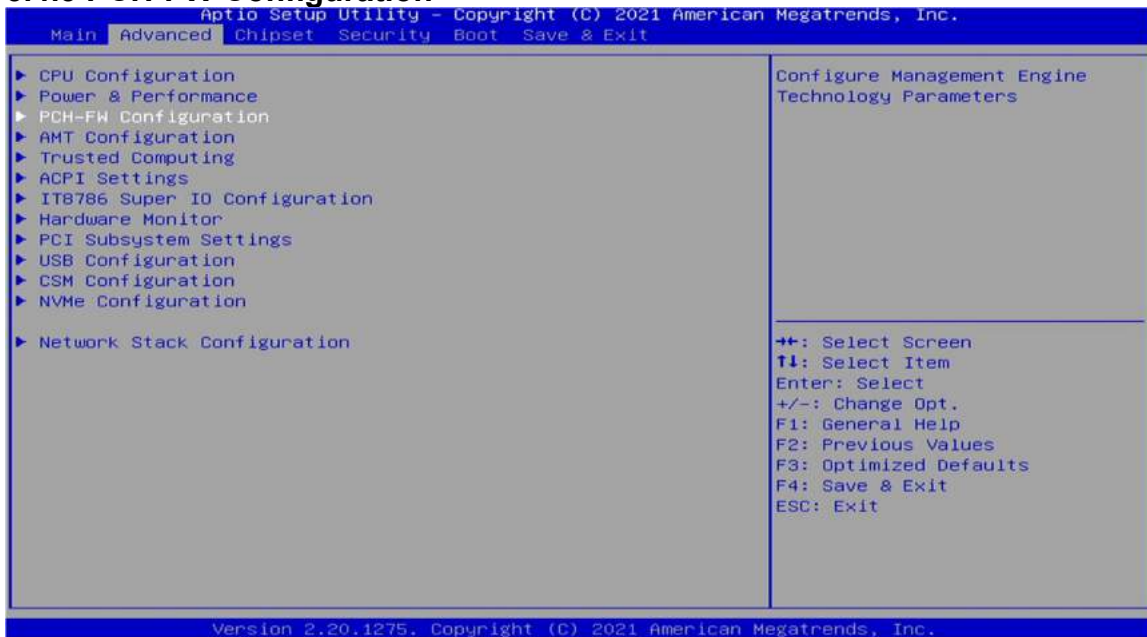 PCH-FW Configuration
Aptio Setup Utility – Copyright (C) 2021 American Megatrends, Inc.
Main Advanced Chipset Security Boot Save & Exit
▶ CPU Configuration
▶ Power & Performance
▶ PCH-FW Configuration
▶ AMT Configuration
▶ Trusted Computing
▶ ACPI Settings
▶ IT8786 Super IO Configuration
▶ Hardware Monitor
▶ PCI Subsystem Settings
▶ USB Configuration
▶ CSM Configuration
▶ NVMe Configuration
▶ Network Stack Configuration
Configure Management Engine
Technology Parameters
→←: Select Screen
↑↓: Select Item
Enter: Select
+/-: Change Opt.
F1: General Help
F2: Previous Values
F3: Optimized Defaults
F4: Save & Exit
ESC: Exit
Version 2.20.1275. Copyright (C) 2021 American Megatrends, Inc.